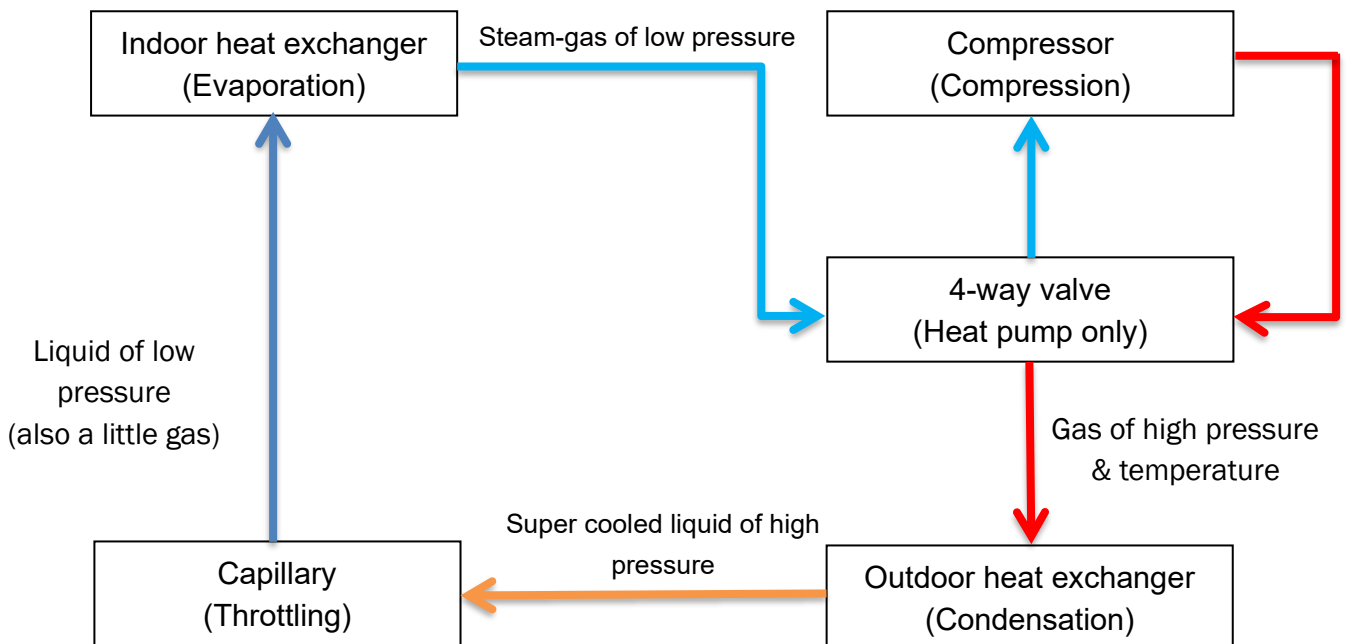 Indoor heat exchanger
(Evaporation)
Steam-gas of low pressure
Compressor
(Compression)
4-way valve
(Heat pump only)
Liquid of low
pressure
(also a little gas)
Gas of high pressure
& temperature
Super cooled liquid of high
pressure
Capillary
(Throttling)
Outdoor heat exchanger
(Condensation)